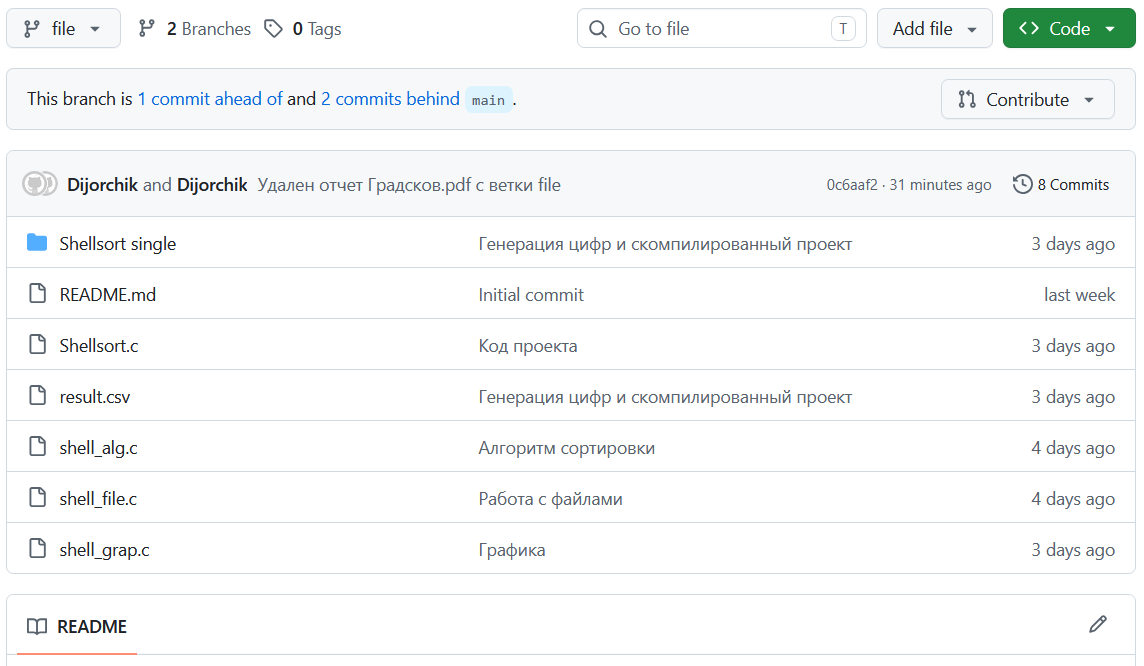 file 2 Branches 0 Tags Go to file T Add file Code
This branch is 1 commit ahead of and 2 commits behind main . Contribute
Dijorchik and Dijorchik Удален отчет Градсков.pdf с ветки file 0c6aaf2 · 31 minutes ago 8 Commits
Shellsort single Генерация цифр и скомпилированный проект 3 days ago
README.md Initial commit last week
Shellsort.c Код проекта 3 days ago
result.csv Генерация цифр и скомпилированный проект 3 days ago
shell_alg.c Алгоритм сортировки 4 days ago
shell_file.c Работа с файлами 4 days ago
shell_grap.c Графика 3 days ago
README